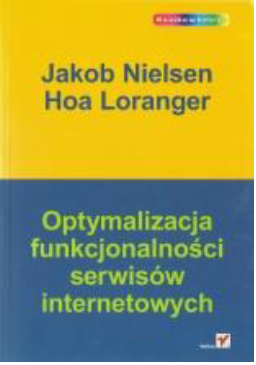 Jakob Nielsen
Hoa Loranger
Optymalizacja
funkcjonalności
serwisów
internetowych